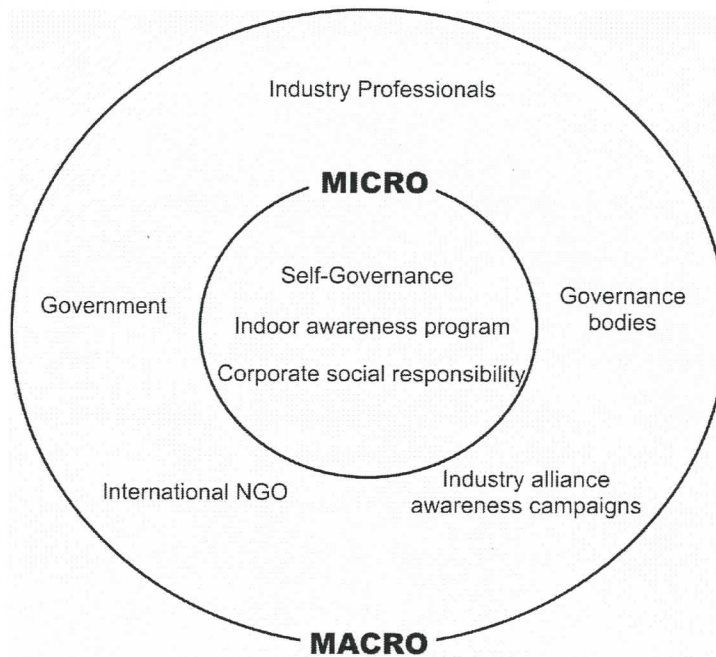 Industry Professionals
MICRO
Self-Governance
Government
Governance
bodies
Indoor awareness program
Corporate social responsibility
International NGO
Industry alliance
awareness campaigns
MACRO